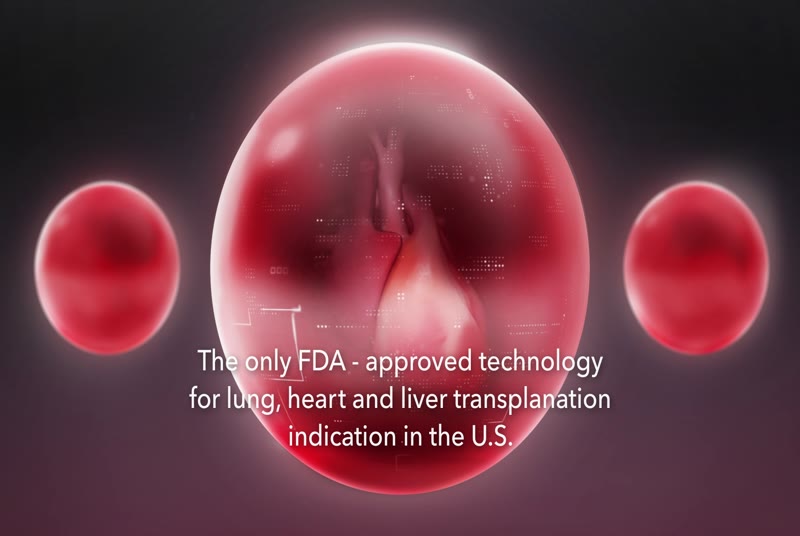 The only FDA - approved technology
for lung, heart and liver transplanation
indication in the U.S.